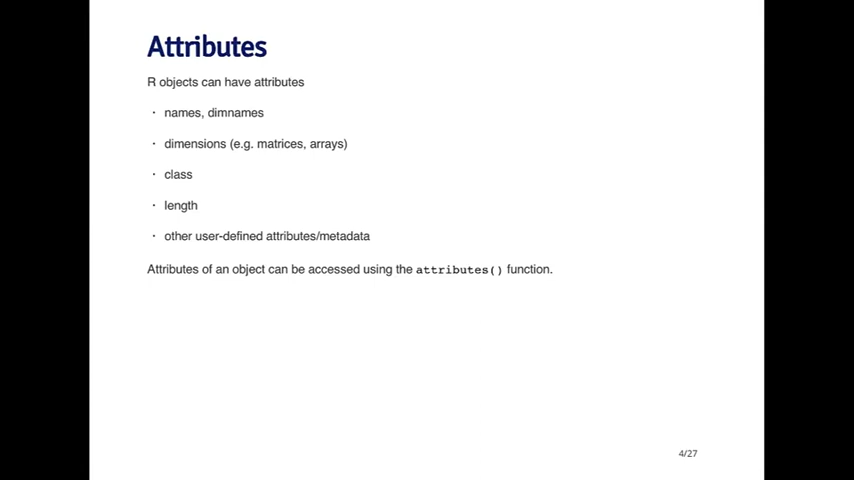 Attributes
R objects can have attributes
· names, dimnames
· dimensions (e.g. matrices, arrays)
· class
· length
· other user-defined attributes/metadata
Attributes of an object can be accessed using the attributes() function.
4/27